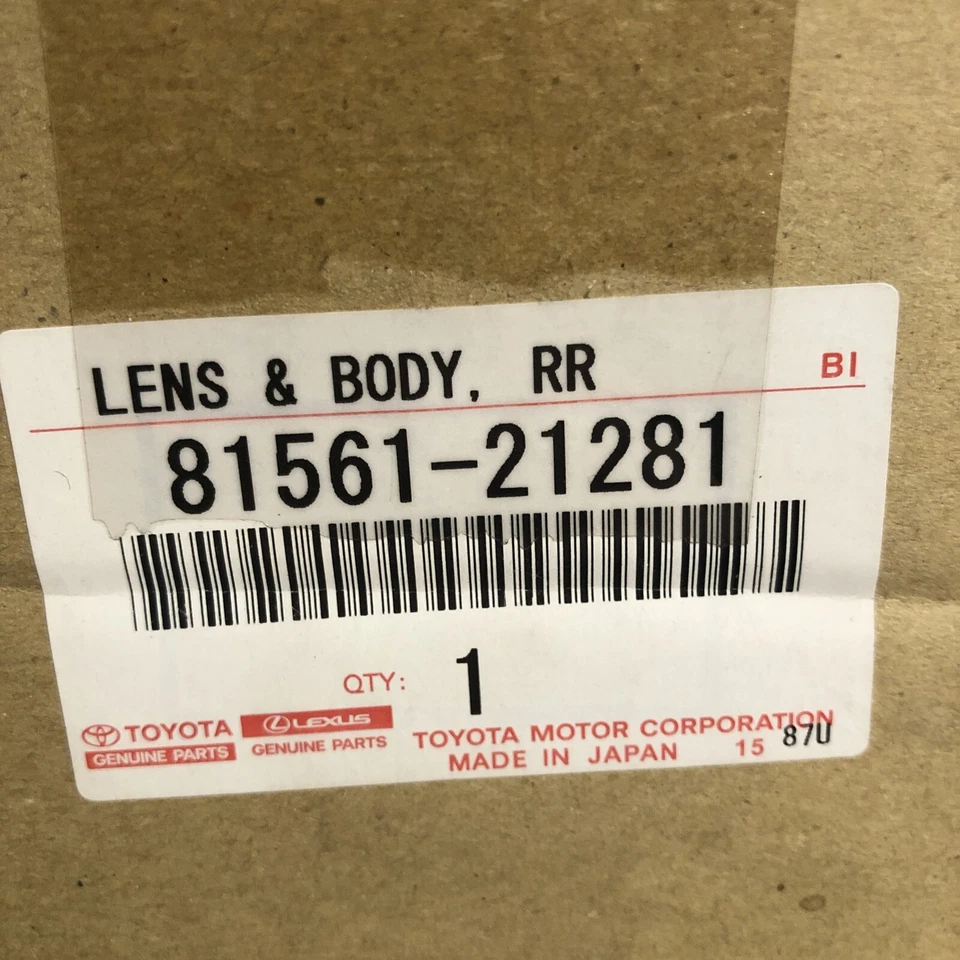 LENS & BODY, RR
BI
81561-21281
QTY: 1
TOYOTA
GENUINE PARTS
LEXUS
GENUINE PARTS
TOYOTA MOTOR CORPORATION
MADE IN JAPAN 15 87U